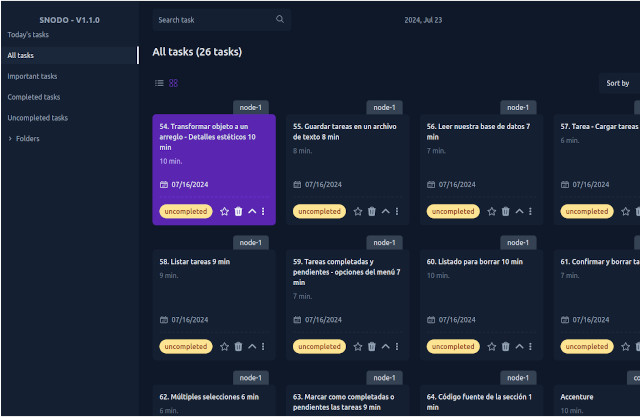 SNODO - V1.1.0
Today's tasks
All tasks
Important tasks
Completed tasks
Uncompleted tasks
Folders
Search task
2024, Jul 23
All tasks (26 tasks)
Sort by
node-1
54. Transformar objeto a un
arreglo - Detalles estéticos 10
min
10 min.
07/16/2024
uncompleted
node-1
55. Guardar tareas en un archivo
de texto 8 min
8 min.
07/16/2024
uncompleted
node-1
56. Leer nuestra base de datos 7
min
7 min.
07/16/2024
uncompleted
57. Tarea - Cargar tareas
6 min.
07/16/2024
uncompleted
node-1
58. Listar tareas 9 min
9 min.
07/16/2024
uncompleted
node-1
59. Tareas completadas y
pendientes - opciones del menú 7
min
7 min.
07/16/2024
uncompleted
node-1
60. Listado para borrar 10 min
10 min.
07/16/2024
uncompleted
61. Confirmar y borrar ta
7 min.
07/16/2024
uncompleted
node-1
62. Múltiples selecciones 6 min
6 min.
node-1
63. Marcar como completadas o
pendientes las tareas 9 min
node-1
64. Código fuente de la sección 1
min
co
Accenture
10 min.